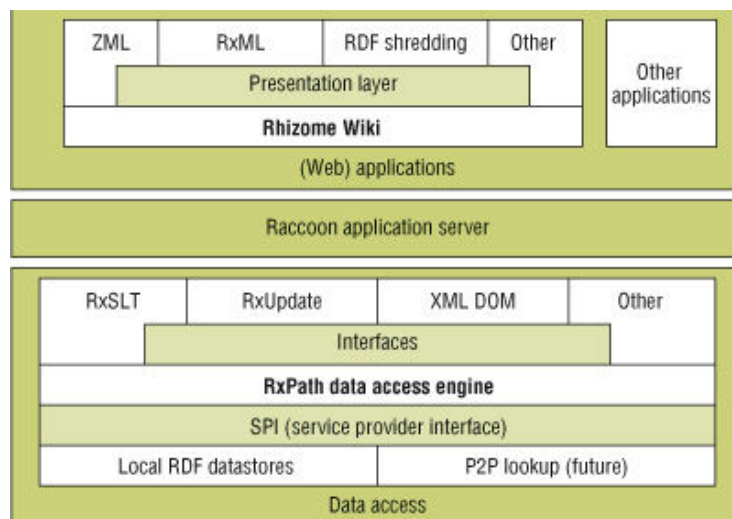 ZML RxML RDF shredding Other
Presentation layer
Rhizome Wiki
Other
applications
(Web) applications
Raccoon application server
RxSLT RxUpdate XML DOM Other
Interfaces
RxPath data access engine
SPI (service provider interface)
Local RDF datastores P2P lookup (future)
Data access